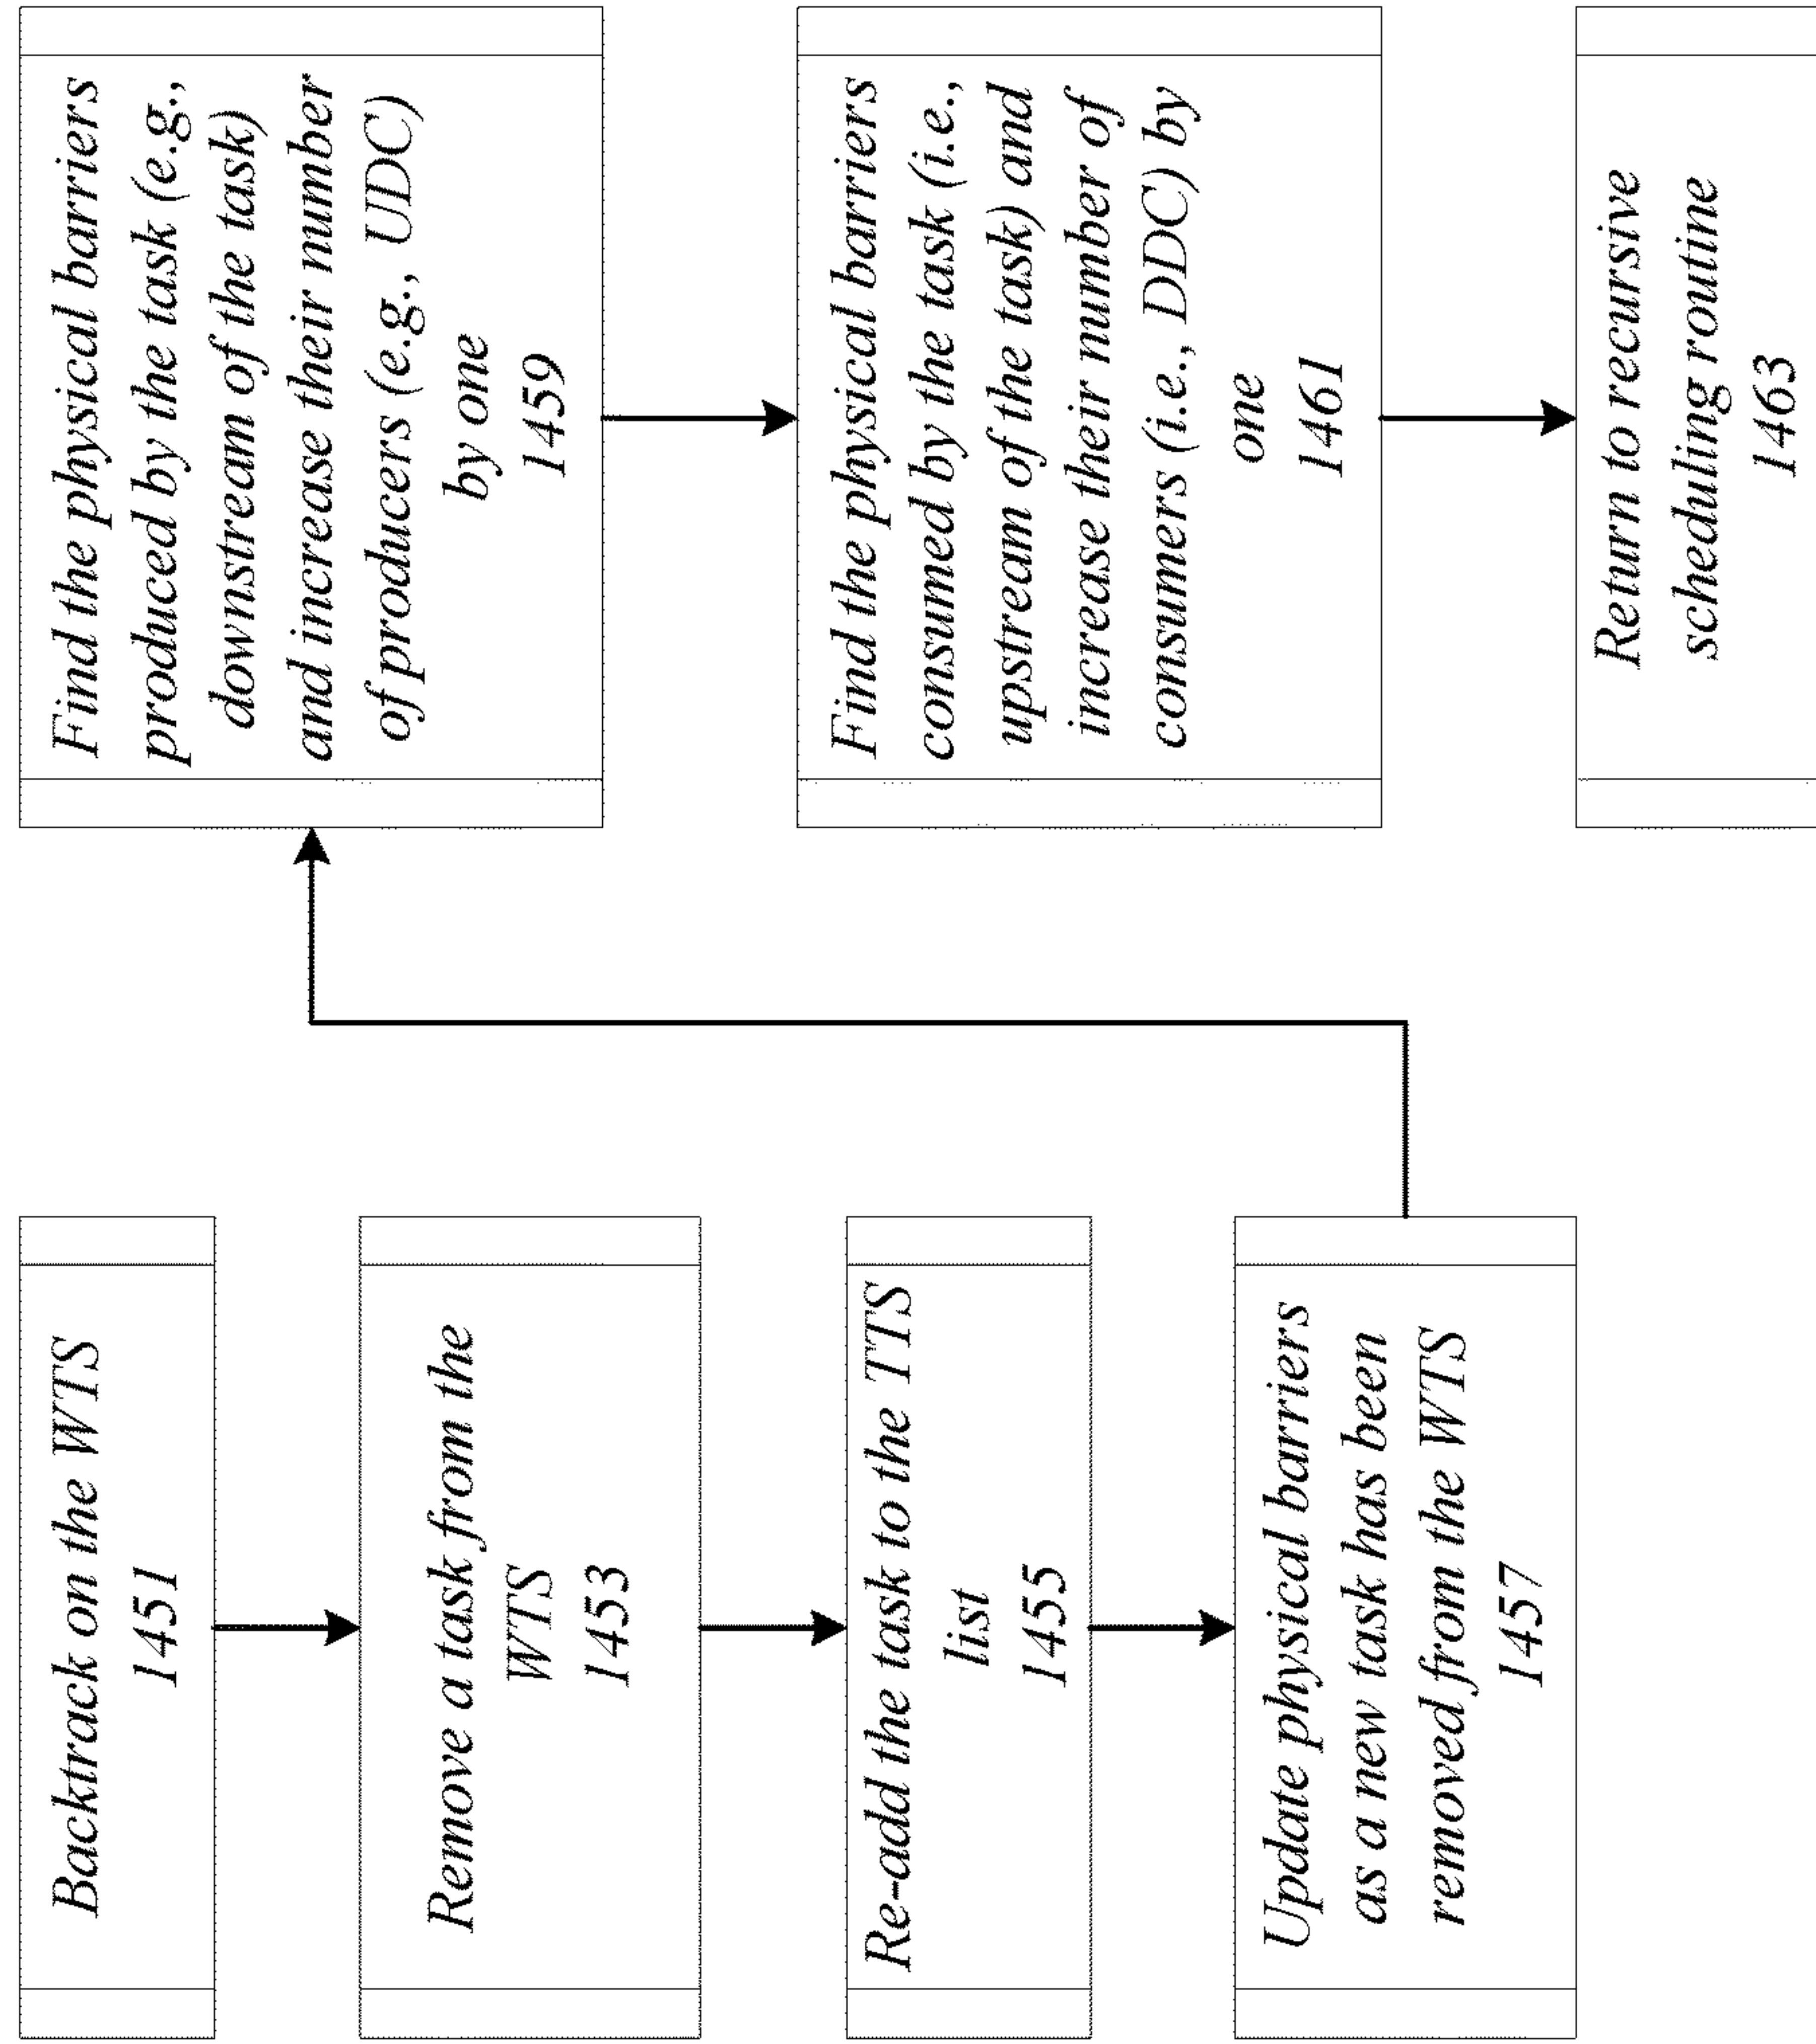 Backtrack on the WTS
1451
Remove a task from the
WTS
1453
Re-add the task to the TTS
list
1455
Update physical barriers
as a new task has been
removed from the WTS
1457
Find the physical barriers
produced by the task (e.g.,
downstream of the task)
and increase their number
of producers (e.g., UDC)
by one
1459
Find the physical barriers
consumed by the task (i.e.,
upstream of the task) and
increase their number of
consumers (i.e., DDC) by
one
1461
Return to recursive
scheduling routine
1463